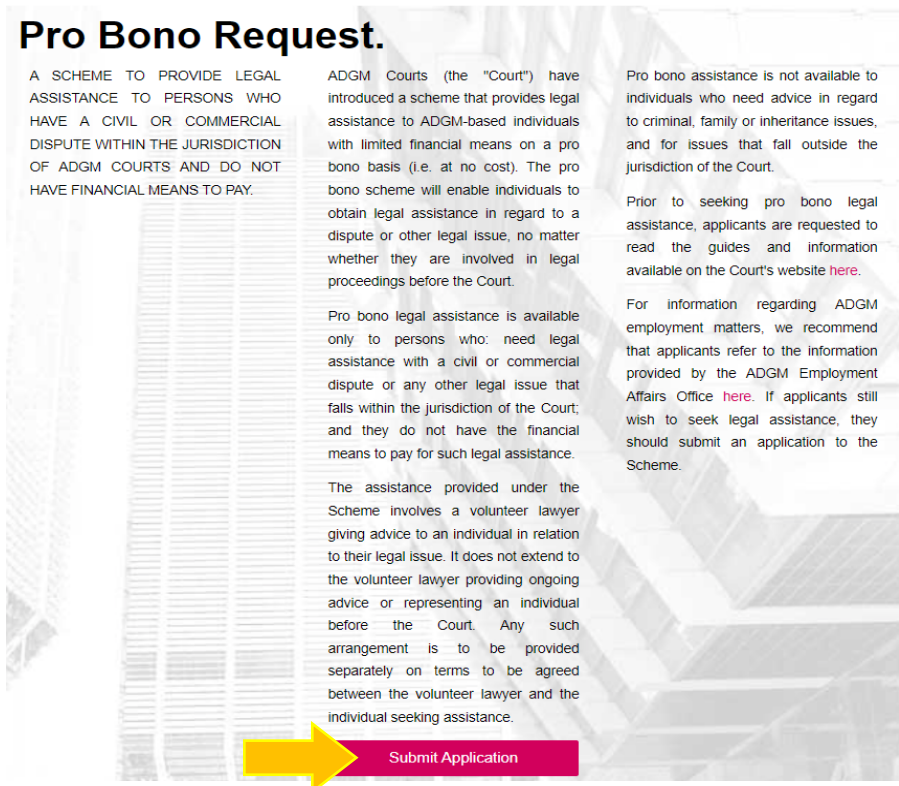 Pro Bono Request.
A SCHEME TO PROVIDE LEGAL
ASSISTANCE TO PERSONS WHO
HAVE A CIVIL OR COMMERCIAL
DISPUTE WITHIN THE JURISDICTION
OF ADGM COURTS AND DO NOT
HAVE FINANCIAL MEANS TO PAY.
ADGM Courts (the "Court") have
introduced a scheme that provides legal
assistance to ADGM-based individuals
with limited financial means on a pro
bono basis (i.e. at no cost). The pro
bono scheme will enable individuals to
obtain legal assistance in regard to a
dispute or other legal issue, no matter
whether they are involved in legal
proceedings before the Court.
Pro bono legal assistance is available
only to persons who: need legal
assistance with a civil or commercial
dispute or any other legal issue that
falls within the jurisdiction of the Court;
and they do not have the financial
means to pay for such legal assistance.
The assistance provided under the
Scheme involves a volunteer lawyer
giving advice to an individual in relation
to their legal issue. It does not extend to
the volunteer lawyer providing ongoing
advice or representing an individual
before the Court. Any such
arrangement is to be provided
separately on terms to be agreed
between the volunteer lawyer and the
individual seeking assistance.
Submit Application
Pro bono assistance is not available to
individuals who need advice in regard
to criminal, family or inheritance issues,
and for issues that fall outside the
jurisdiction of the Court.
Prior to seeking pro bono legal
assistance, applicants are requested to
read the guides and information
available on the Court's website here.
For information regarding ADGM
employment matters, we recommend
that applicants refer to the information
provided by the ADGM Employment
Affairs Office here. If applicants still
wish to seek legal assistance, they
should submit an application to the
Scheme.